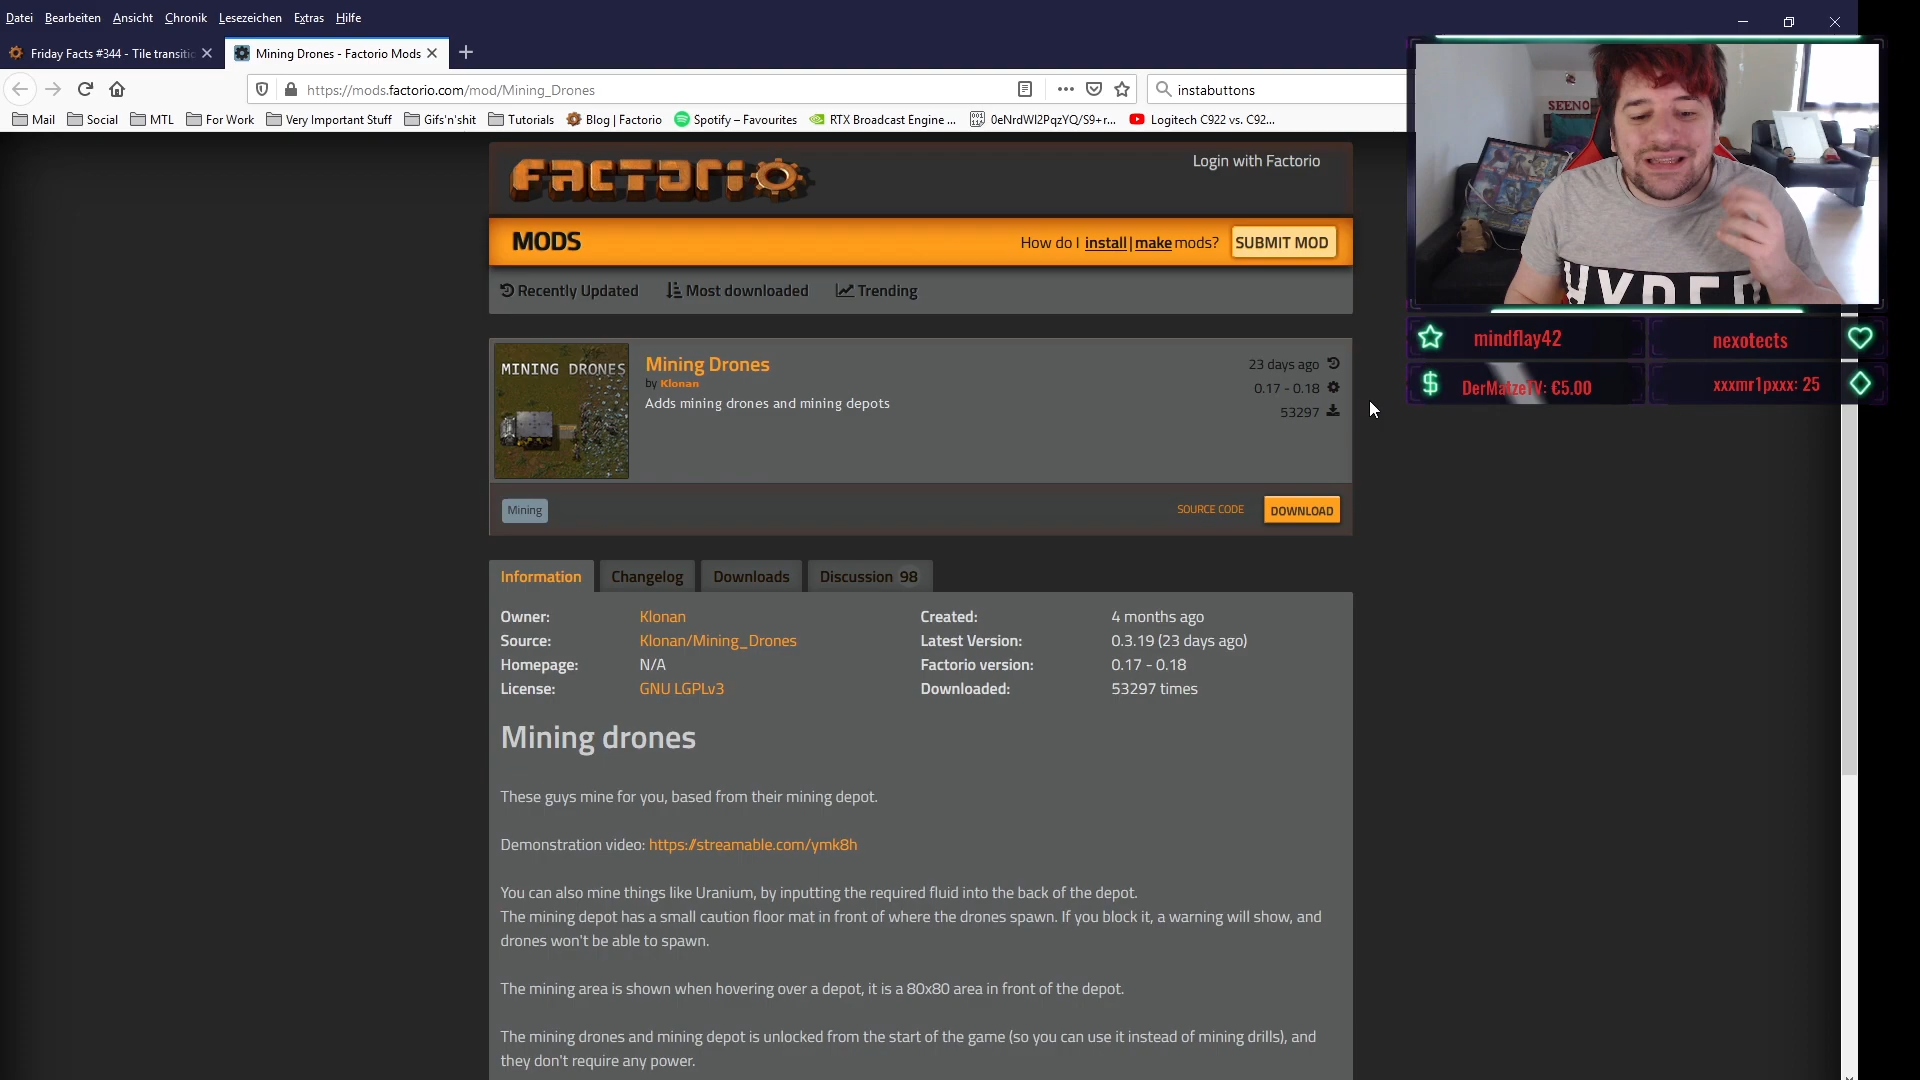 Datei Bearbeiten Ansicht Chronik Lesezeichen Extras Hilfe
Friday Facts #344 - Tile transitic
Mining Drones - Factorio Mods
https://mods.factorio.com/mod/Mining_Drones
instabuttons
Mail Social MTL For Work Very Important Stuff Gifs'n'shit Tutorials Blog | Factorio Spotify – Favourites RTX Broadcast Engine ... 0eNrdWl2PqzYQ/S9+r... Logitech C922 vs. C92...
FACTORIO
Login with Factorio
MODS
How do I install | make mods?
SUBMIT MOD
Recently Updated
Most downloaded
Trending
MINING DRONES
Mining Drones
by Klonan
Adds mining drones and mining depots
23 days ago
0.17 - 0.18
53297
Mining
SOURCE CODE
DOWNLOAD
Information
Changelog
Downloads
Discussion 98
Owner: Klonan
Source: Klonan/Mining_Drones
Homepage: N/A
License: GNU LGPLv3
Created: 4 months ago
Latest Version: 0.3.19 (23 days ago)
Factorio version: 0.17 - 0.18
Downloaded: 53297 times
Mining drones
These guys mine for you, based from their mining depot.
Demonstration video: https://streamable.com/ymk8h
You can also mine things like Uranium, by inputting the required fluid into the back of the depot.
The mining depot has a small caution floor mat in front of where the drones spawn. If you block it, a warning will show, and
drones won't be able to spawn.
The mining area is shown when hovering over a depot, it is a 80x80 area in front of the depot.
The mining drones and mining depot is unlocked from the start of the game (so you can use it instead of mining drills), and
they don't require any power.
SEENO
mindflay42
nexotects
DerMatzeTV: €5.00
xxxmr1pxxx: 25